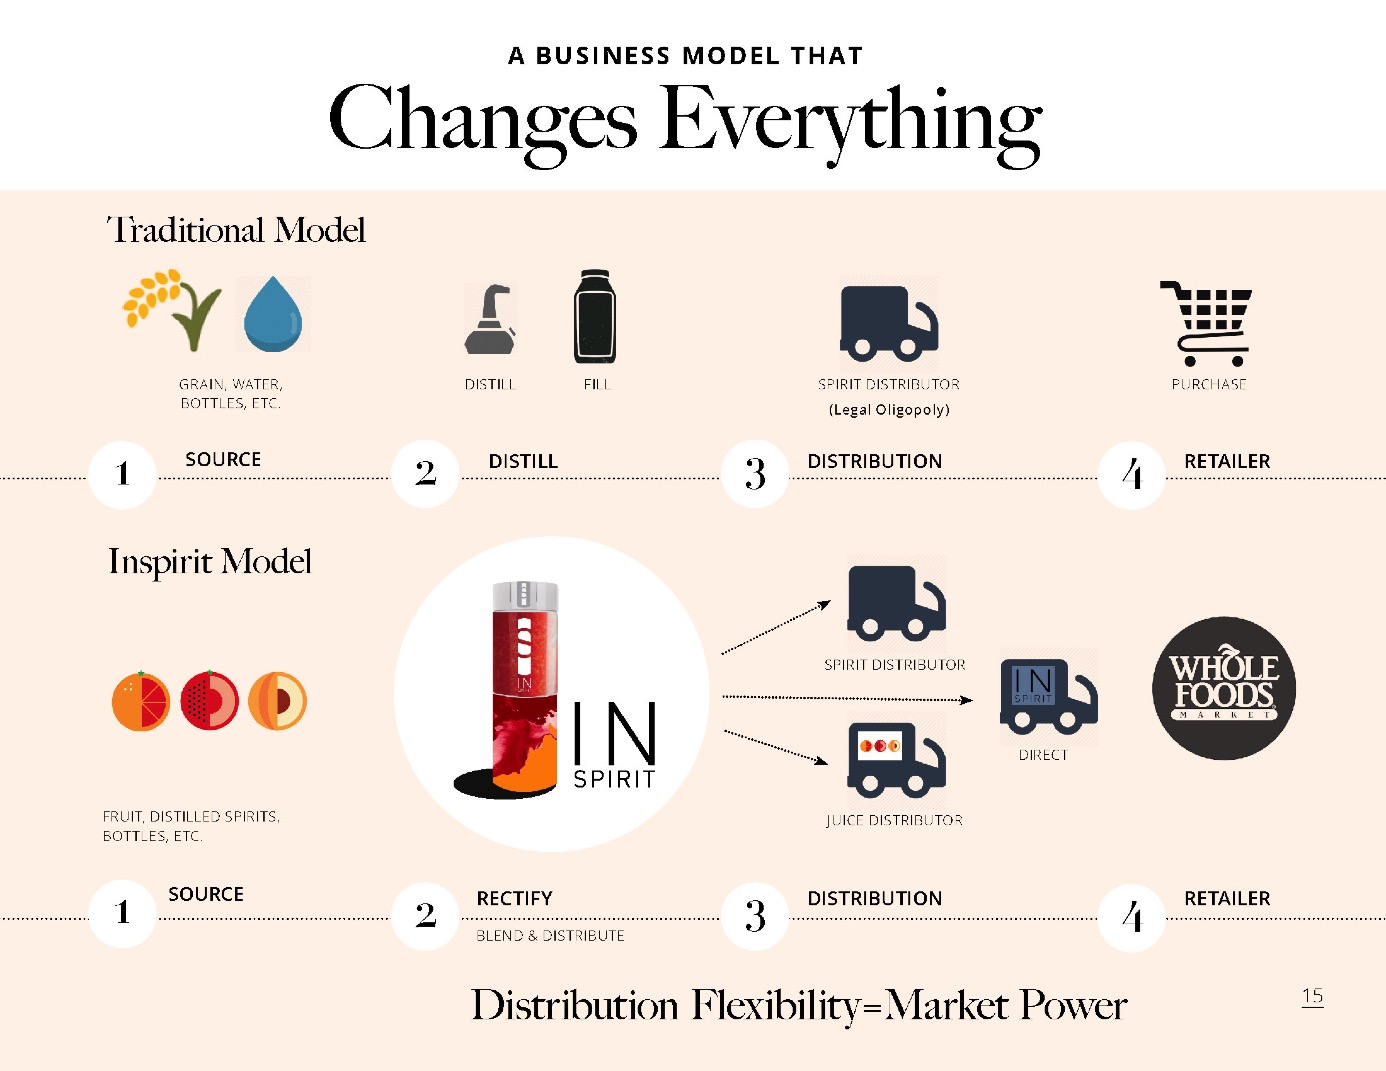 A BUSINESS MODEL THAT
Changes Everything
Traditional Model
GRAIN, WATER,
BOTTLES, ETC.
DISTILL
FILL
SPIRIT DISTRIBUTOR
(Legal Oligopoly)
PURCHASE
1 SOURCE
2 DISTILL
3 DISTRIBUTION
4 RETAILER
Inspirit Model
FRUIT, DISTILLED SPIRITS,
BOTTLES, ETC.
IN
SPIRIT
SPIRIT DISTRIBUTOR
IN
SPIRIT
DIRECT
JUICE DISTRIBUTOR
WHOLE
FOODS
MARKET
1 SOURCE
2 RECTIFY
BLEND & DISTRIBUTE
3 DISTRIBUTION
4 RETAILER
Distribution Flexibility=Market Power
15